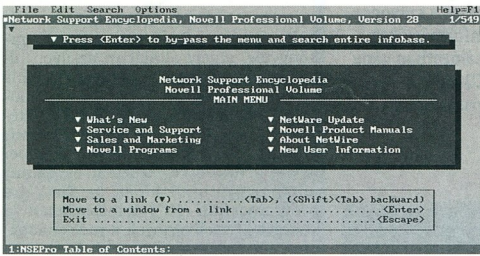 File Edit Search Options Help=F1
Network Support Encyclopedia, Novell Professional Volume, Version 28 1/549
▼
▼ Press <Enter> to by-pass the menu and search entire infobase.
Network Support Encyclopedia
Novell Professional Volume
MAIN MENU
▼ What's New ▼ NetWare Update
▼ Service and Support ▼ Novell Product Manuals
▼ Sales and Marketing ▼ About NetWire
▼ Novell Programs ▼ New User Information
Move to a link (▼) ...........<Tab>, (<Shift><Tab> backward)
Move to a window from a link .......................<Enter>
Exit ..............................................<Escape>
1:NSEPro Table of Contents: